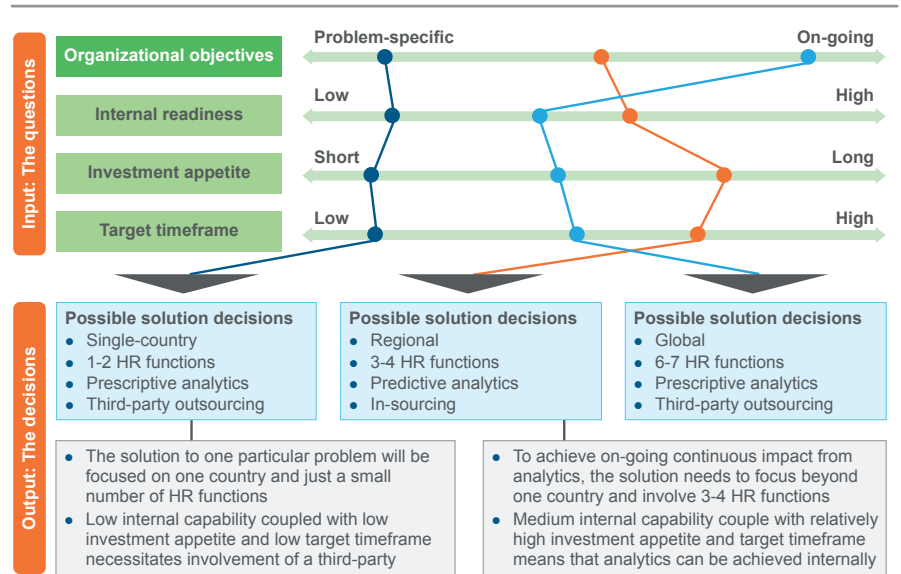 Input: The questions
Organizational objectives
Problem-specific
On-going
Internal readiness
Low
High
Investment appetite
Short
Long
Target timeframe
Low
High
Output: The decisions
Possible solution decisions
● Single-country
● 1-2 HR functions
● Prescriptive analytics
● Third-party outsourcing
Possible solution decisions
● Regional
● 3-4 HR functions
● Predictive analytics
● In-sourcing
Possible solution decisions
● Global
● 6-7 HR functions
● Prescriptive analytics
● Third-party outsourcing
● The solution to one particular problem will be
focused on one country and just a small
number of HR functions
● Low internal capability coupled with low
investment appetite and low target timeframe
necessitates involvement of a third-party
● To achieve on-going continuous impact from
analytics, the solution needs to focus beyond
one country and involve 3-4 HR functions
● Medium internal capability couple with relatively
high investment appetite and target timeframe
means that analytics can be achieved internally